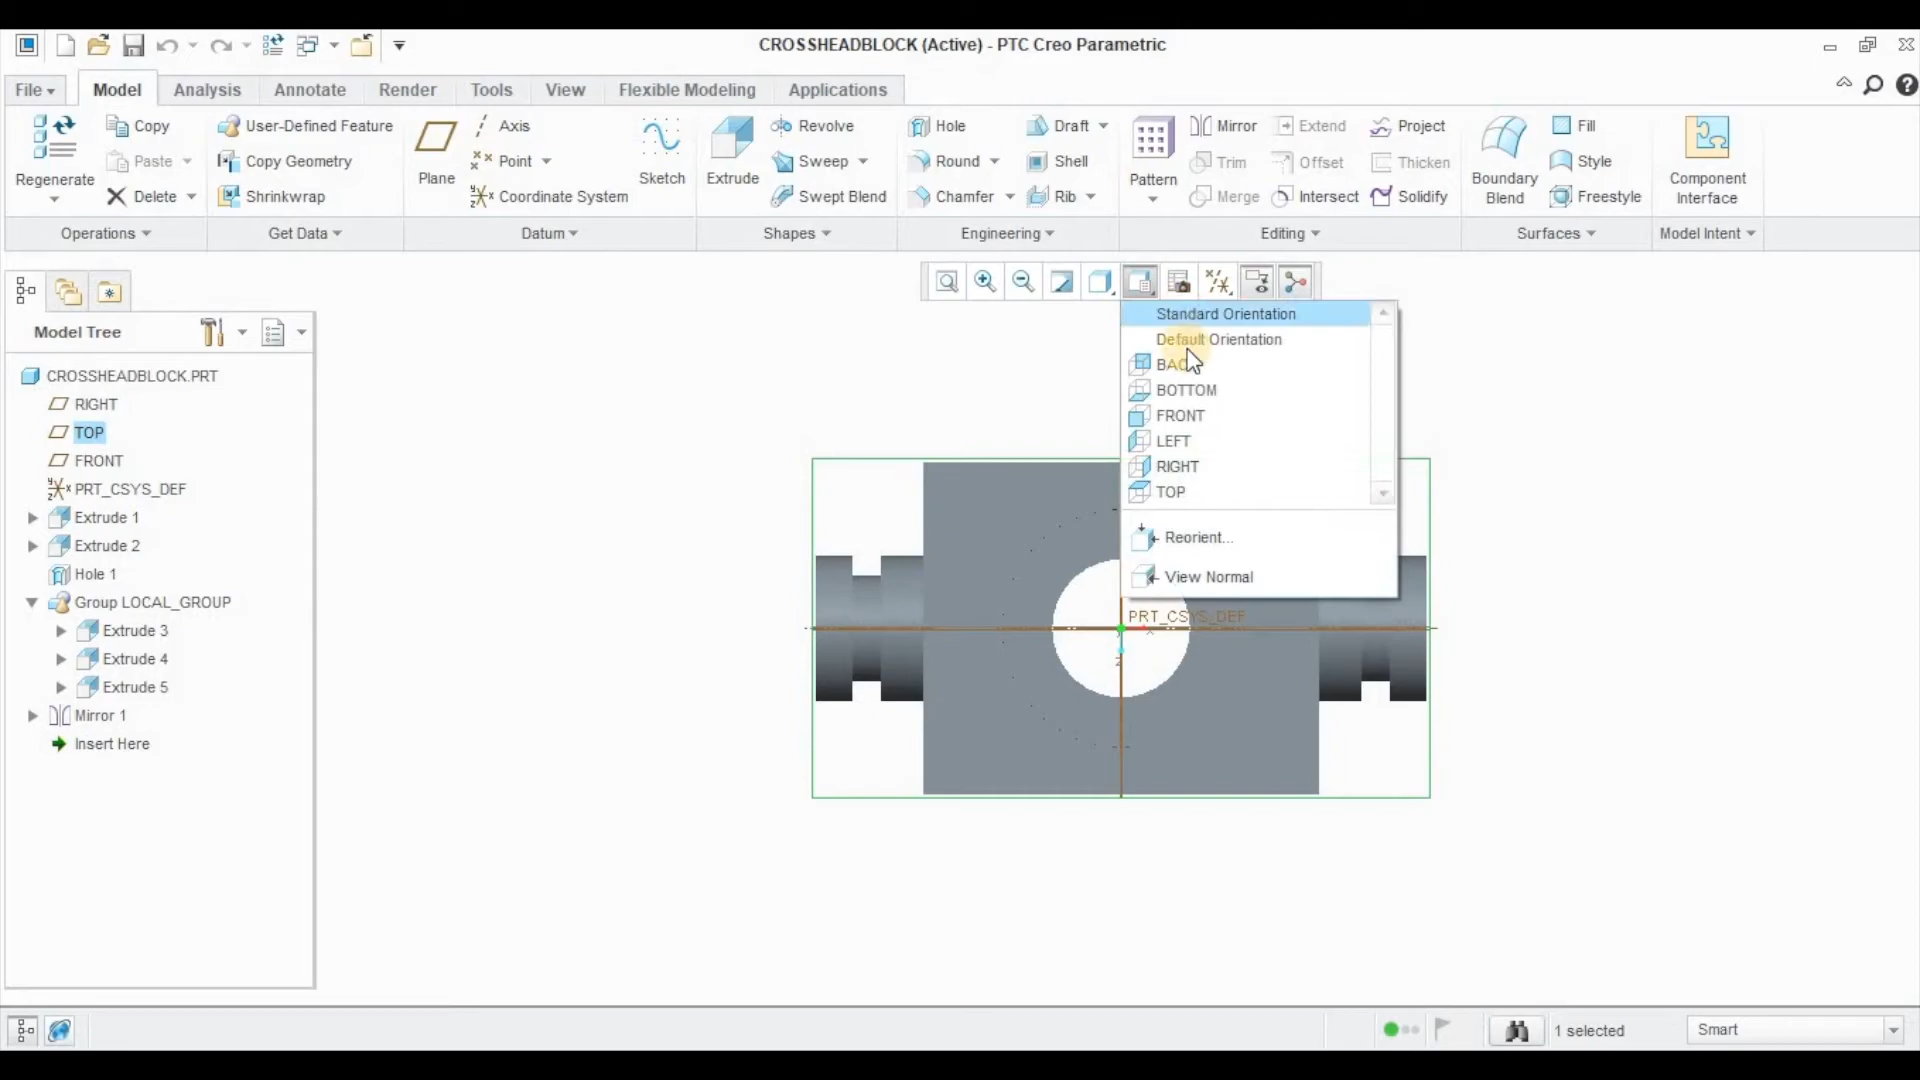 CROSSHEADBLOCK (Active) - PTC Creo Parametric
File Model Analysis Annotate Render Tools View Flexible Modeling Applications
Regenerate
Copy
Paste
Delete
User-Defined Feature
Copy Geometry
Shrinkwrap
Plane
Axis
Point
Coordinate System
Sketch
Extrude
Revolve
Sweep
Swept Blend
Hole
Round
Chamfer
Draft
Shell
Rib
Pattern
Mirror
Trim
Merge
Extend
Offset
Intersect
Project
Thicken
Solidify
Boundary
Blend
Fill
Style
Freestyle
Component
Interface
Operations Get Data Datum Shapes Engineering Editing Surfaces Model Intent
Model Tree
CROSSHEADBLOCK.PRT
RIGHT
TOP
FRONT
PRT_CSYS_DEF
Extrude 1
Extrude 2
Hole 1
Group LOCAL_GROUP
Extrude 3
Extrude 4
Extrude 5
Mirror 1
Insert Here
Standard Orientation
Default Orientation
BOTTOM
FRONT
LEFT
RIGHT
TOP
Reorient...
View Normal
PRT_CSYS_DEF
X
Z
1 selected
Smart